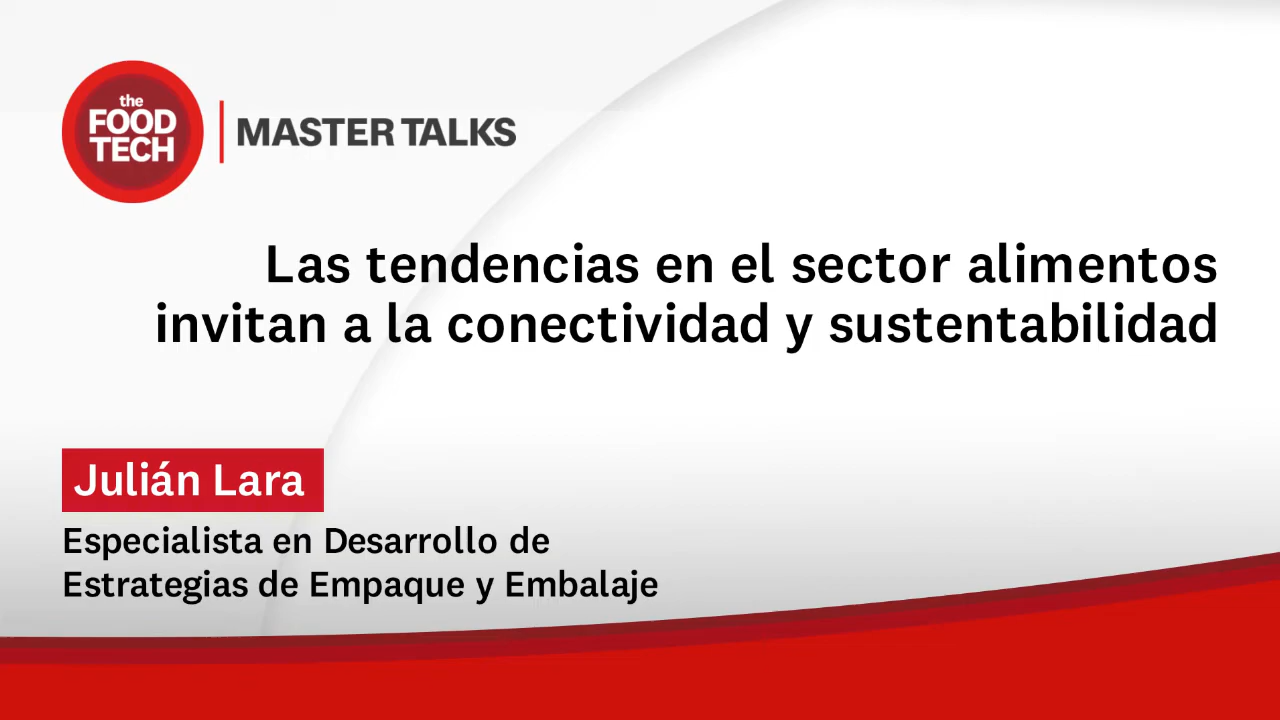 the
FOOD
TECH
MASTER TALKS
Las tendencias en el sector alimentos
invitan a la conectividad y sustentabilidad
Julián Lara
Especialista en Desarrollo de
Estrategias de Empaque y Embalaje